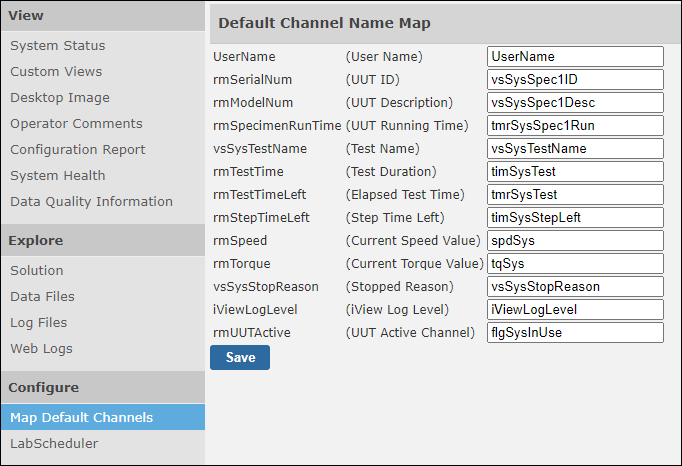 View
System Status
Custom Views
Desktop Image
Operator Comments
Configuration Report
System Health
Data Quality Information
Explore
Solution
Data Files
Log Files
Web Logs
Configure
Map Default Channels
LabScheduler
Default Channel Name Map
UserName (User Name) UserName
rmSerialNum (UUT ID) vsSysSpec1ID
rmModelNum (UUT Description) vsSysSpec1Desc
rmSpecimenRunTime (UUT Running Time) tmrSysSpec1Run
vsSysTestName (Test Name) vsSysTestName
rmTestTime (Test Duration) timSysTest
rmTestTimeLeft (Elapsed Test Time) tmrSysTest
rmStepTimeLeft (Step Time Left) timSysStepLeft
rmSpeed (Current Speed Value) spdSys
rmTorque (Current Torque Value) tqSys
vsSysStopReason (Stopped Reason) vsSysStopReason
iViewLogLevel (iView Log Level) iViewLogLevel
rmUUTActive (UUT Active Channel) flgSysInUse
Save